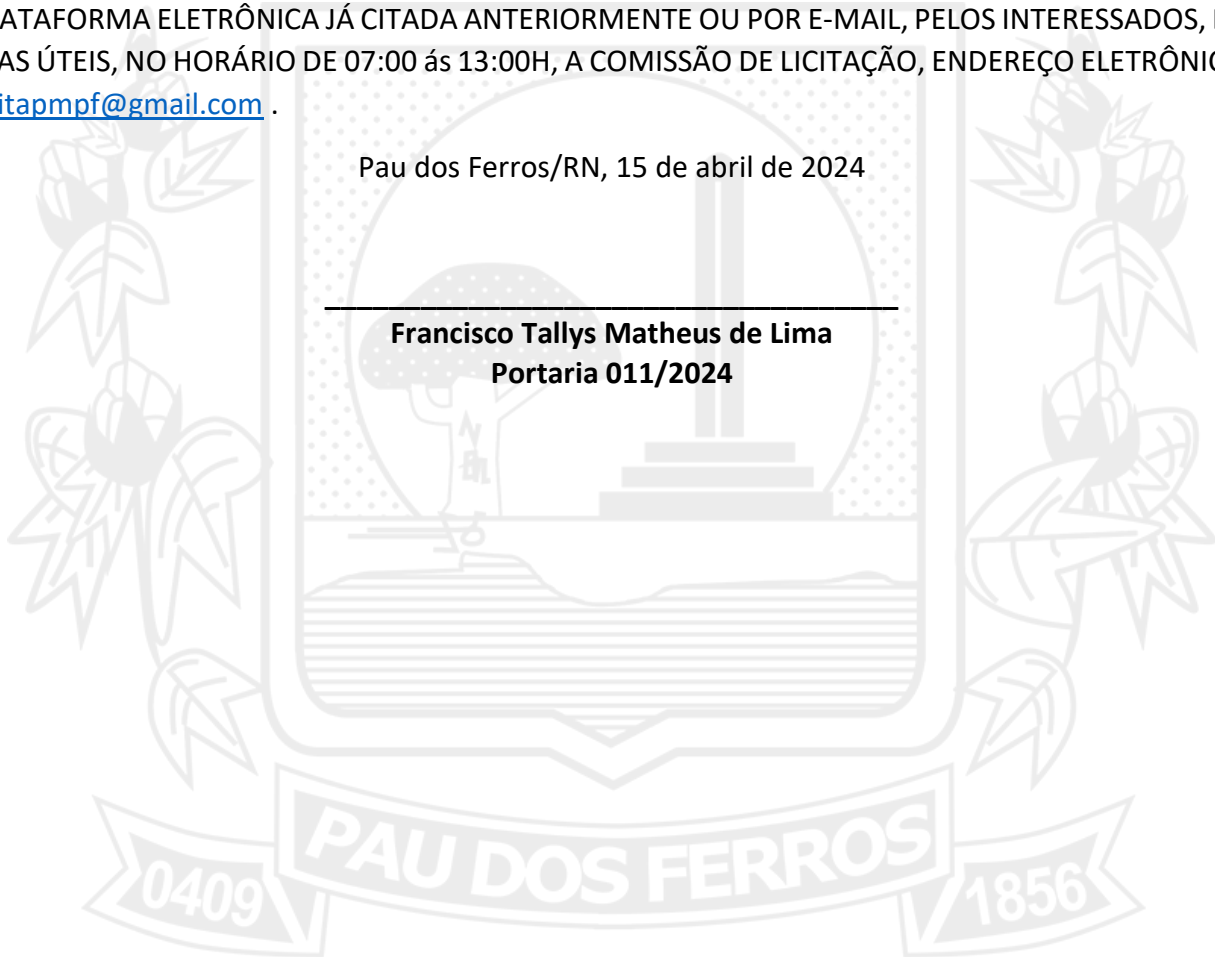 ATAFORMA ELETRÔNICA JÁ CITADA ANTERIORMENTE OU POR E-MAIL, PELOS INTERESSADOS,
AS ÚTEIS, NO HORÁRIO DE 07:00 ás 13:00H, A COMISSÃO DE LICITAÇÃO, ENDEREÇO ELETRÔNIC
itapmpf@gmail.com .
Pau dos Ferros/RN, 15 de abril de 2024
Francisco Tallys Matheus de Lima
Portaria 011/2024
PAU DOS FERROS
0409
1856